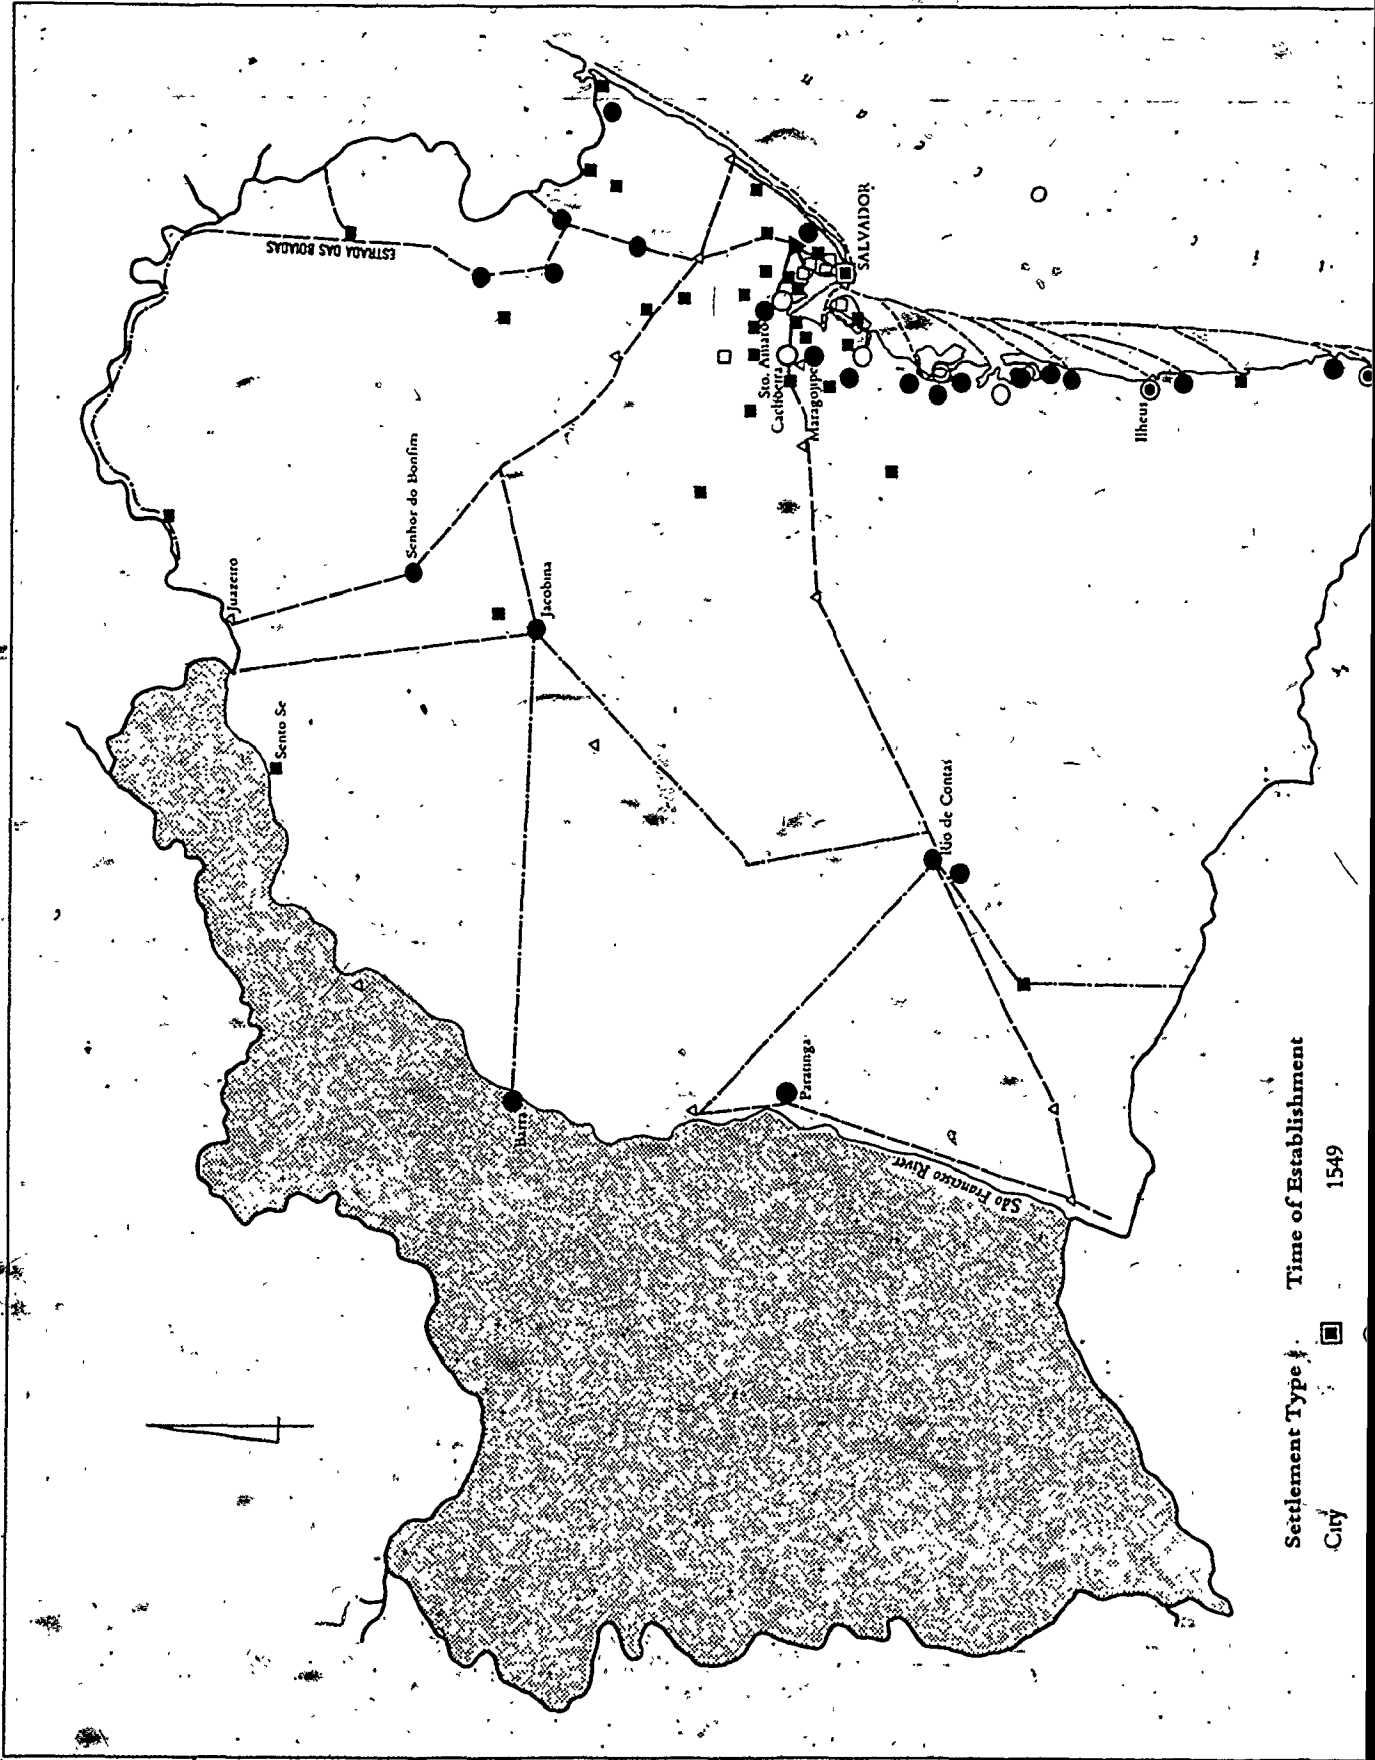 ESTRADA DAS BOIADAS
SALVADOR
Sto. Amaro
Cachoeira
Maragojipe
Ilheus
Senhor do Bonfim
Juazeiro
Jacobina
Sento Se
Rio de Contas
Paratinga
Barra
São Francisco River
Settlement Type Time of Establishment
City 1549